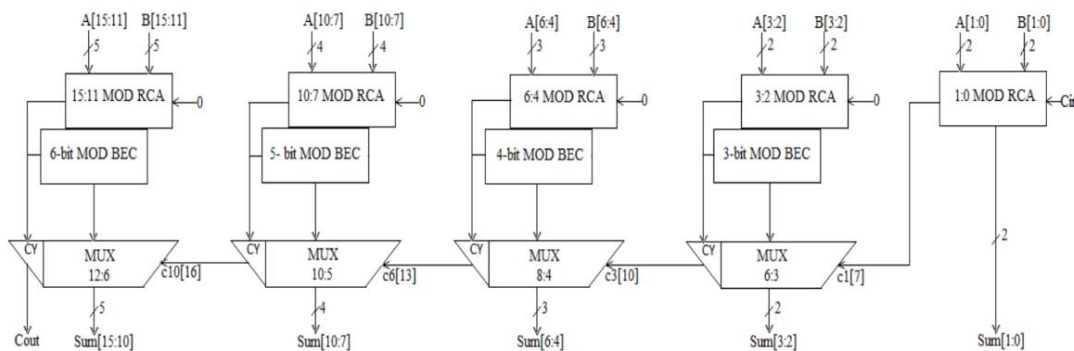 A[15:11] B[15:11] A[10:7] B[10:7] A[6:4] B[6:4] A[3:2] B[3:2] A[1:0] B[1:0]
5 5 4 4 3 3 2 2 2 2
15:11 MOD RCA 0 10:7 MOD RCA 0 6:4 MOD RCA 0 3:2 MOD RCA 0 1:0 MOD RCA Cin
6-bit MOD BEC 5- bit MOD BEC 4-bit MOD BEC 3-bit MOD BEC
CY MUX CY MUX CY MUX CY MUX 2
12:6 c10[16] 10:5 c6[13] 8:4 c3[10] 6:3 c1[7]
5 4 3 2
Cout Sum[15:10] Sum[10:7] Sum[6:4] Sum[3:2] Sum[1:0]